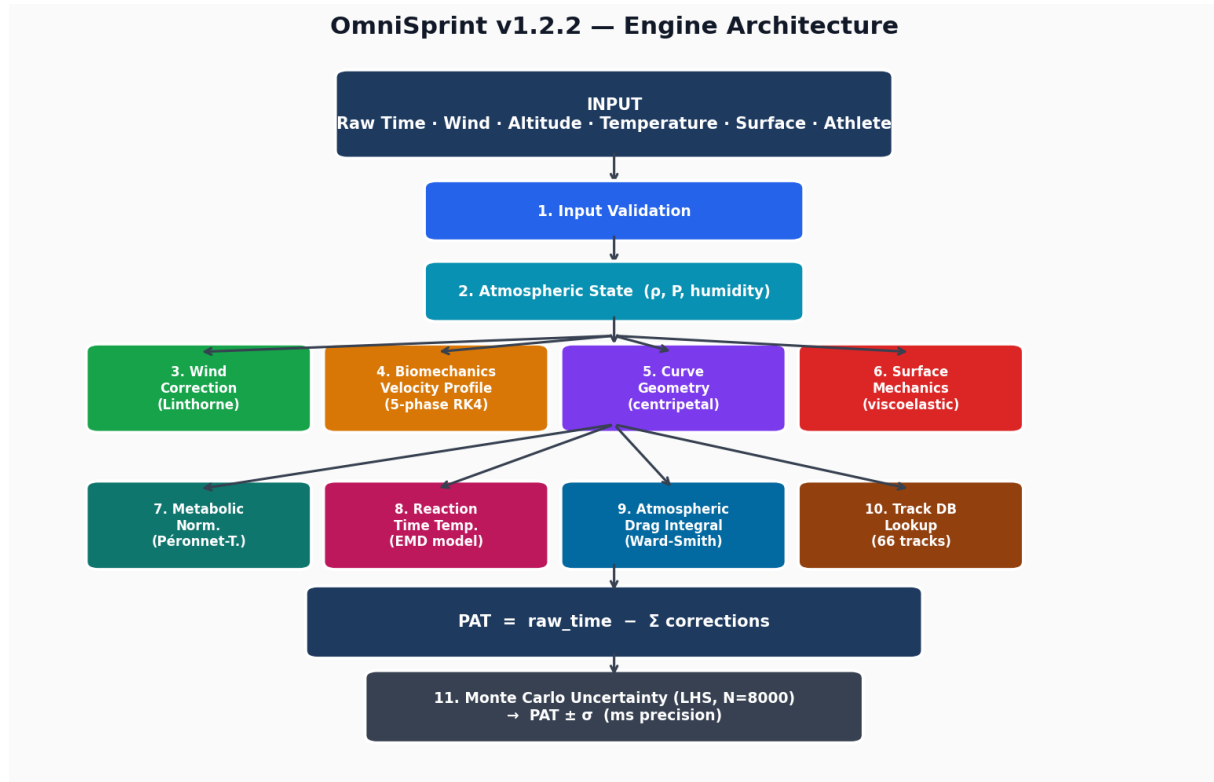 OmniSprint v1.2.2 — Engine Architecture
INPUT
Raw Time · Wind · Altitude · Temperature · Surface · Athlete
1. Input Validation
2. Atmospheric State (ρ, P, humidity)
3. Wind
Correction
(Linthorne)
4. Biomechanics
Velocity Profile
(5-phase RK4)
5. Curve
Geometry
(centripetal)
6. Surface
Mechanics
(viscoelastic)
7. Metabolic
Norm.
(Péronnet-T.)
8. Reaction
Time Temp.
(EMD model)
9. Atmospheric
Drag Integral
(Ward-Smith)
10. Track DB
Lookup
(66 tracks)
PAT = raw_time − Σ corrections
11. Monte Carlo Uncertainty (LHS, N=8000)
→ PAT ± σ (ms precision)